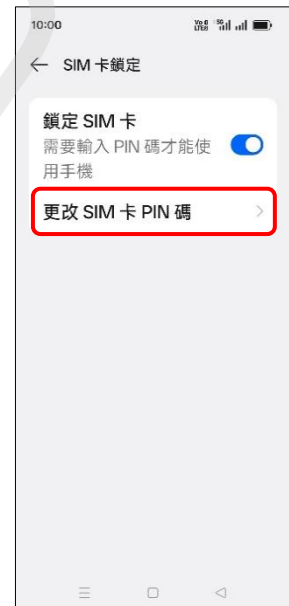 10:00
← SIM 卡鎖定
鎖定 SIM 卡
需要輸入 PIN 碼才能使
用手機
更改 SIM 卡 PIN 碼